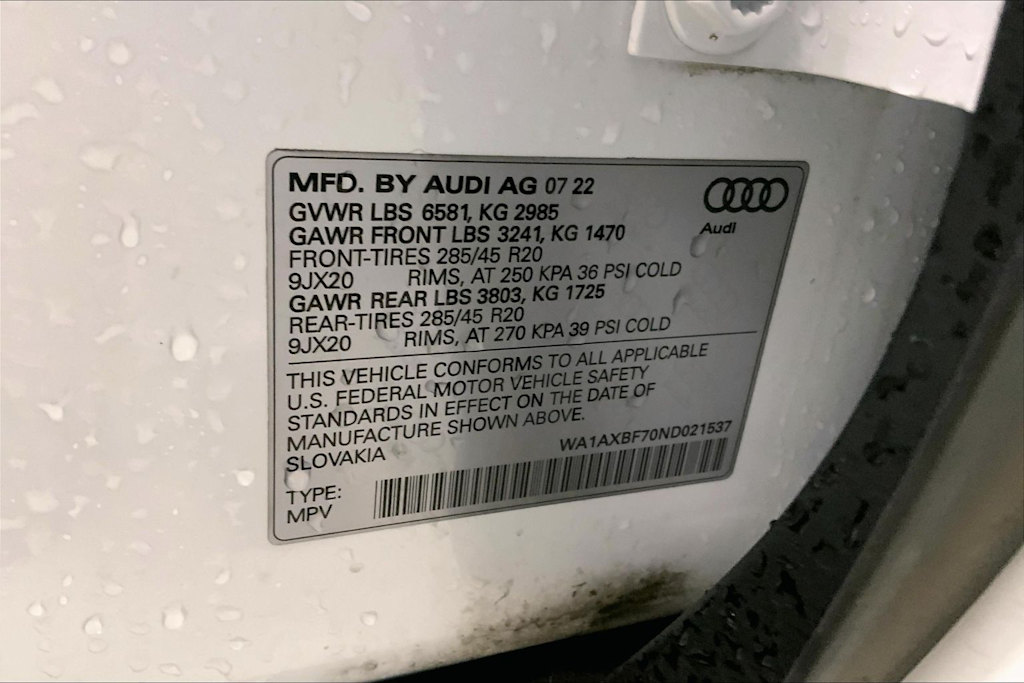 MFD. BY AUDI AG 07 22
Audi
GVWR LBS 6581, KG 2985
GAWR FRONT LBS 3241, KG 1470
FRONT-TIRES 285/45 R20
9JX20 RIMS, AT 250 KPA 36 PSI COLD
GAWR REAR LBS 3803, KG 1725
REAR-TIRES 285/45 R20
9JX20 RIMS, AT 270 KPA 39 PSI COLD
THIS VEHICLE CONFORMS TO ALL APPLICABLE
U.S. FEDERAL MOTOR VEHICLE SAFETY
STANDARDS IN EFFECT ON THE DATE OF
MANUFACTURE SHOWN ABOVE.
SLOVAKIA WA1AXBF70ND021537
TYPE:
MPV